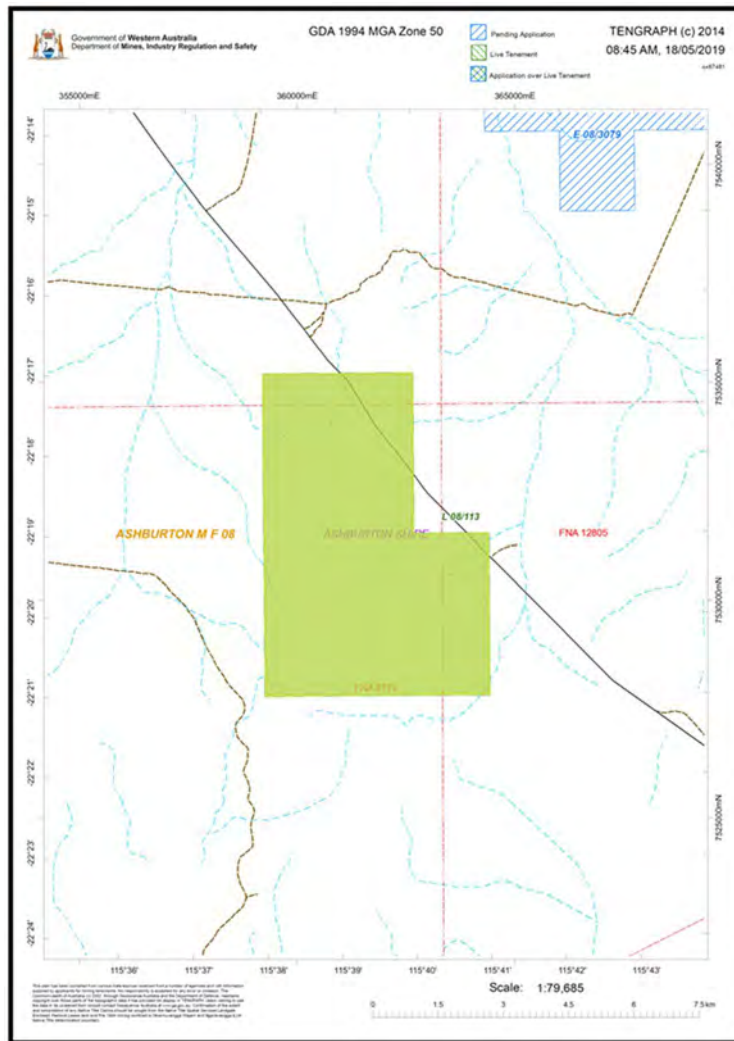 Government of Western Australia
Department of Mines, Industry Regulation and Safety
GDA 1994 MGA Zone 50
Pending Application
Live Tenement
Application over Live Tenement
TENGRAPH (c) 2014
08:45 AM, 18/05/2019
355000mE
360000mE
365000mE
-22°14'
-22°15'
-22°16'
-22°17'
-22°18'
-22°19'
-22°20'
-22°21'
-22°22'
-22°23'
-22°24'
7540000mN
7535000mN
7530000mN
7525000mN
E 08/3079
L 08/113
ASHBURTON M F 08
ASHBURTON SHIRE
FNA 12805
115°36'
115°37'
115°38'
115°39'
115°40'
115°41'
115°42'
115°43'
Scale: 1:79,685
0
1.5
3
4.5
6
7.5 km